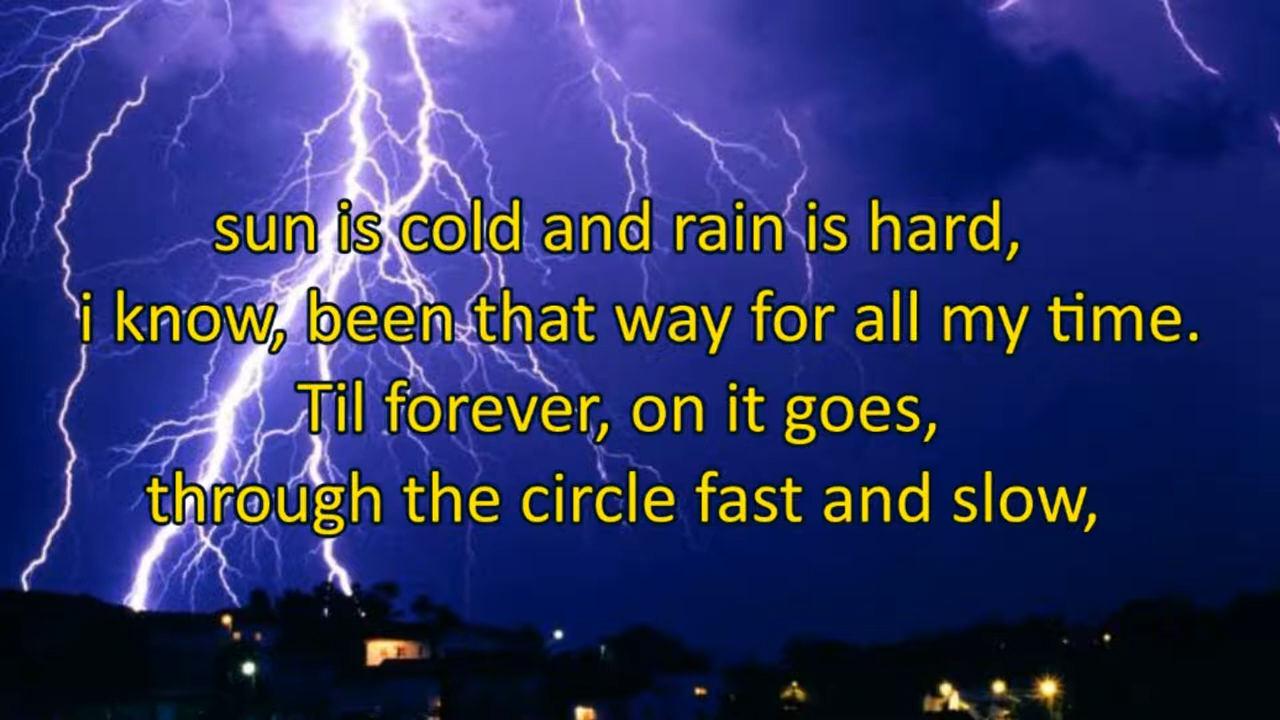 sun is cold and rain is hard,
i know, been that way for all my time.
Til forever, on it goes,
through the circle fast and slow,